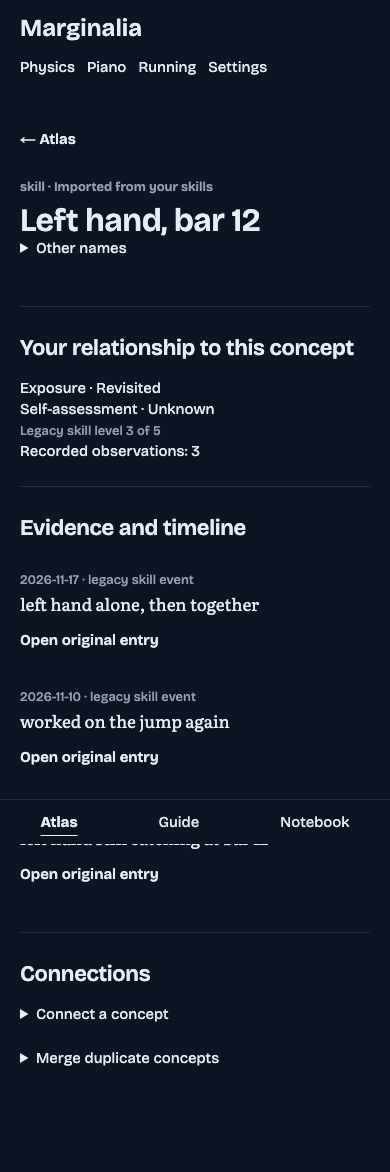 Marginalia
Physics Piano Running Settings
← Atlas
skill · Imported from your skills
Left hand, bar 12
▶ Other names
Your relationship to this concept
Exposure · Revisited
Self-assessment · Unknown
Legacy skill level 3 of 5
Recorded observations: 3
Evidence and timeline
2026-11-17 · legacy skill event
left hand alone, then together
Open original entry
2026-11-10 · legacy skill event
worked on the jump again
Open original entry
Atlas Guide Notebook
Open original entry
Connections
▶ Connect a concept
▶ Merge duplicate concepts